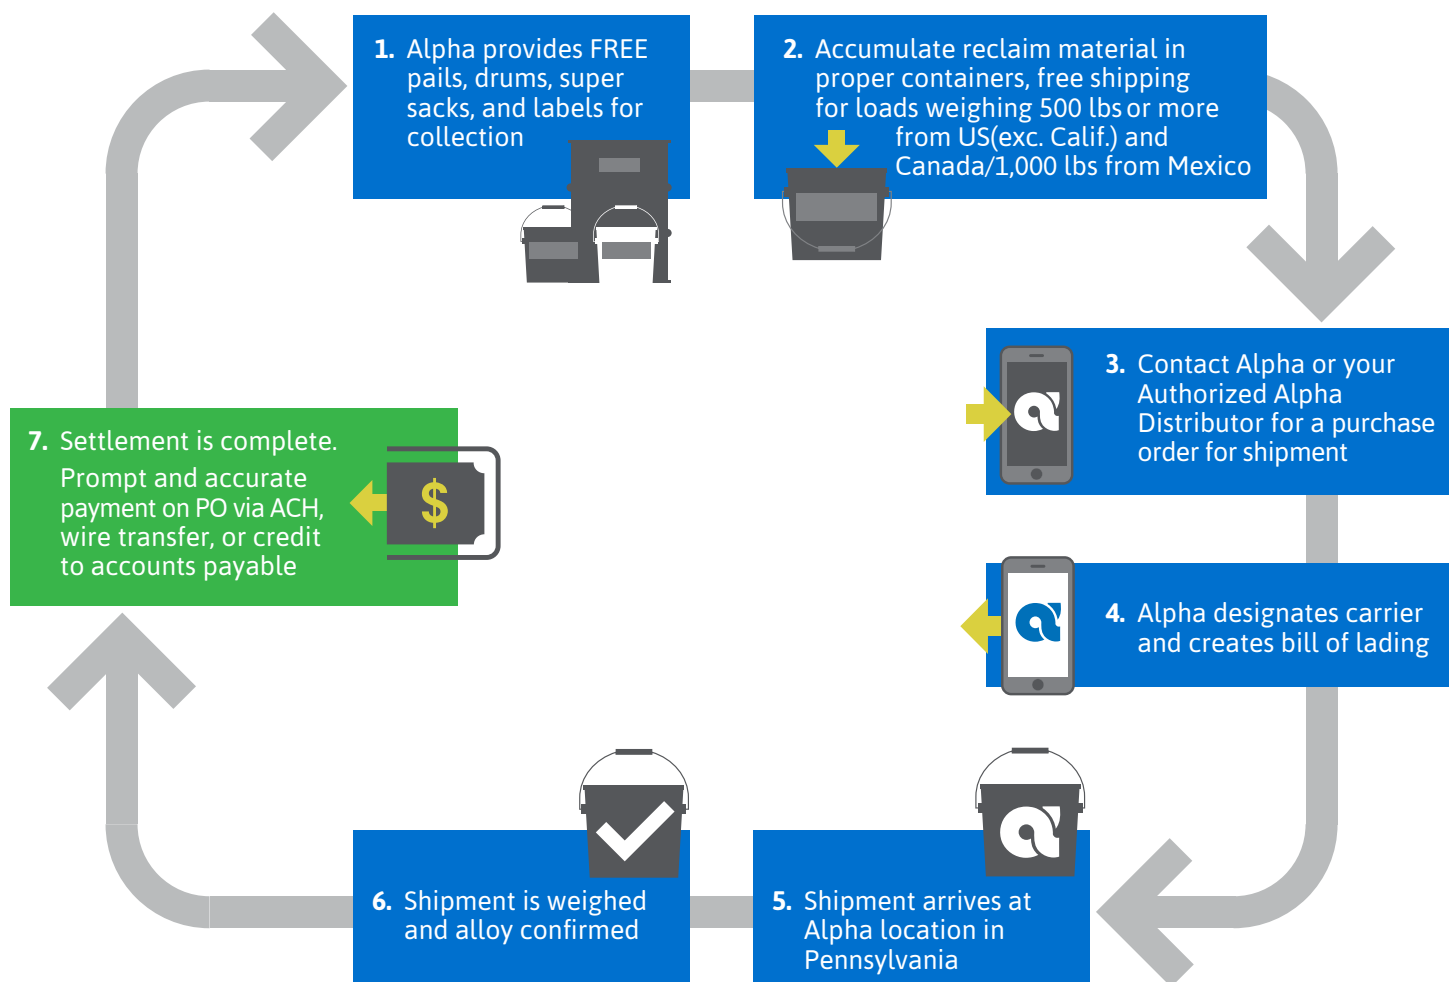 1. Alpha provides FREE
pails, drums, super
sacks, and labels for
collection
2. Accumulate reclaim material in
proper containers, free shipping
for loads weighing 500 lbs or more
from US(exc. Calif.) and
Canada/1,000 lbs from Mexico
3. Contact Alpha or your
Authorized Alpha
Distributor for a purchase
order for shipment
4. Alpha designates carrier
and creates bill of lading
5. Shipment arrives at
Alpha location in
Pennsylvania
6. Shipment is weighed
and alloy confirmed
7. Settlement is complete.
Prompt and accurate
payment on PO via ACH,
wire transfer, or credit
to accounts payable
$